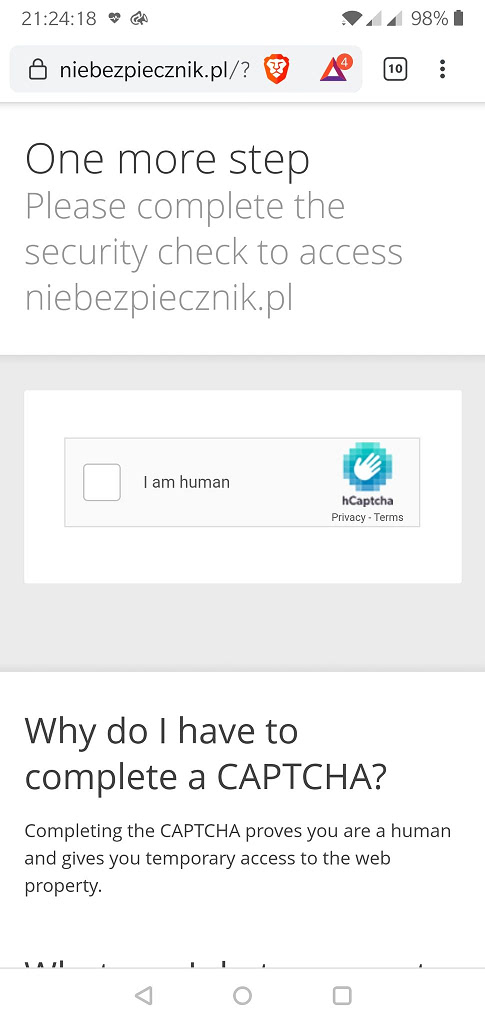 21:24:18 98%
niebezpiecznik.pl/? 4 10
One more step
Please complete the
security check to access
niebezpiecznik.pl
I am human
hCaptcha
Privacy - Terms
Why do I have to
complete a CAPTCHA?
Completing the CAPTCHA proves you are a human
and gives you temporary access to the web
property.